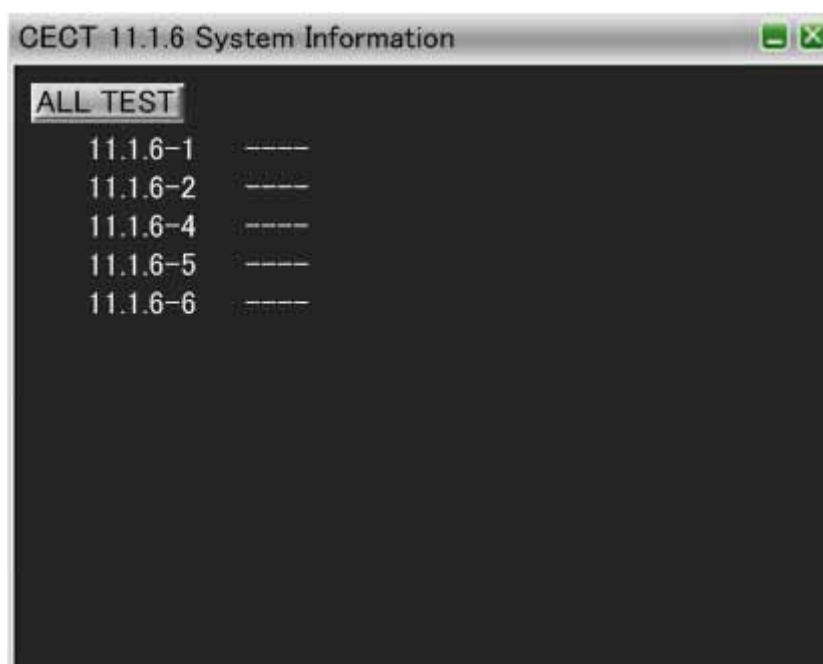 CECT 11.1.6 System Information
ALL TEST
11.1.6-1 ----
11.1.6-2 ----
11.1.6-4 ----
11.1.6-5 ----
11.1.6-6 ----